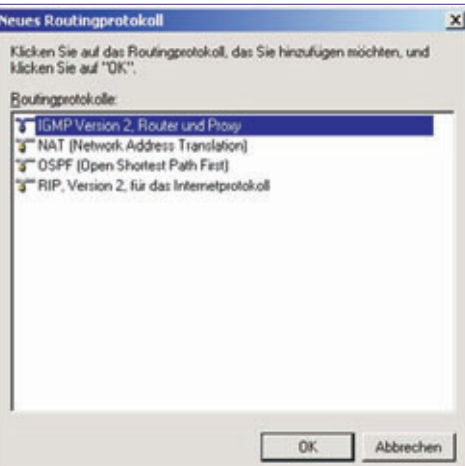 Neues Routingprotokoll
Klicken Sie auf das Routingprotokoll, das Sie hinzufügen möchten, und
klicken Sie auf "OK".
Routingprotokolle:
IGMP Version 2, Router und Proxy
NAT (Network Address Translation)
OSPF (Open Shortest Path First)
RIP, Version 2, für das Internetprotokoll
OK
Abbrechen